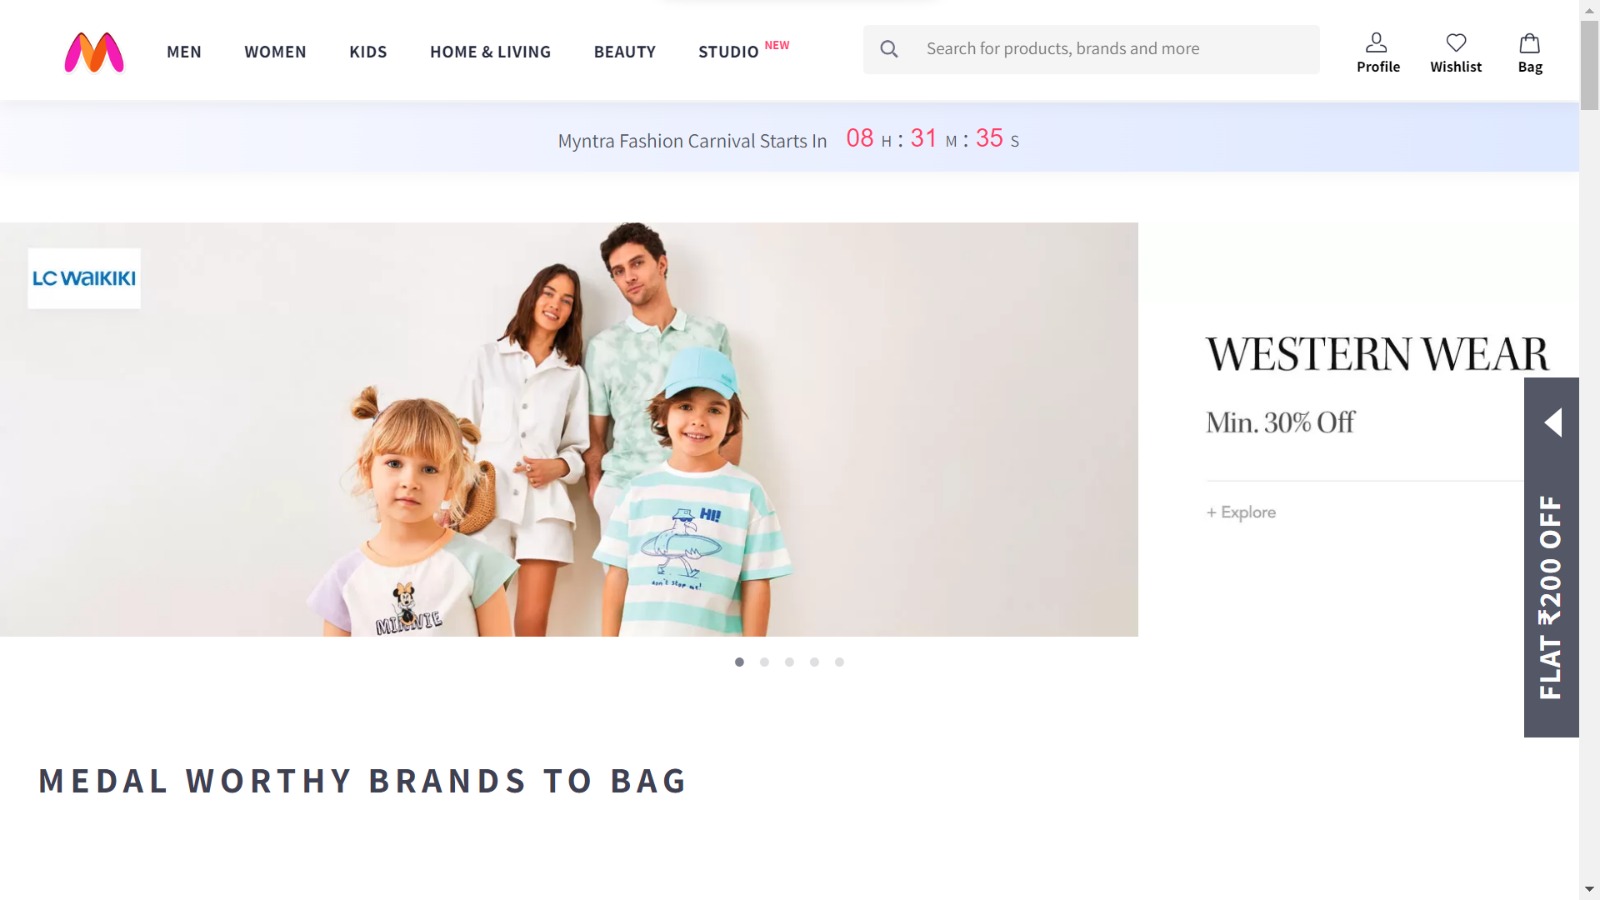 MEN WOMEN KIDS HOME & LIVING BEAUTY STUDIO NEW
Search for products, brands and more
Profile Wishlist Bag
Myntra Fashion Carnival Starts In 08 H : 31 M : 35 S
LC WAIKIKI
HI!
don't stop me!
MINNIE
WESTERN WEAR
Min. 30% Off
+ Explore
FLAT ₹200 OFF
MEDAL WORTHY BRANDS TO BAG